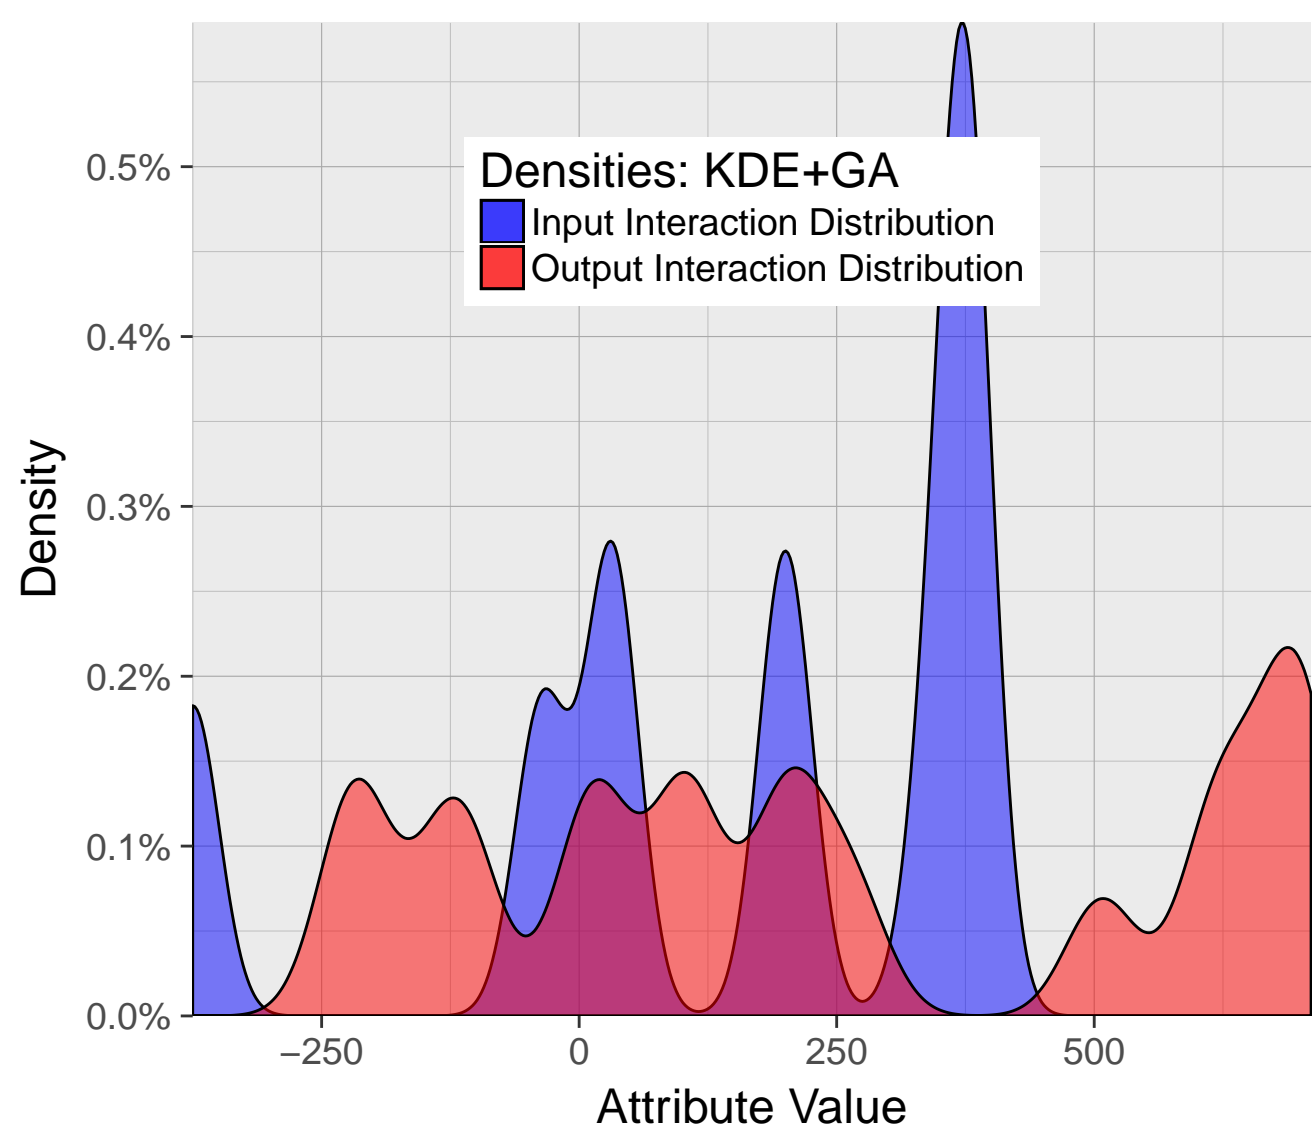 Densities: KDE+GA
Input Interaction Distribution
Output Interaction Distribution
0.5%
0.4%
0.3%
0.2%
0.1%
0.0%
Density
−250 0 250 500
Attribute Value